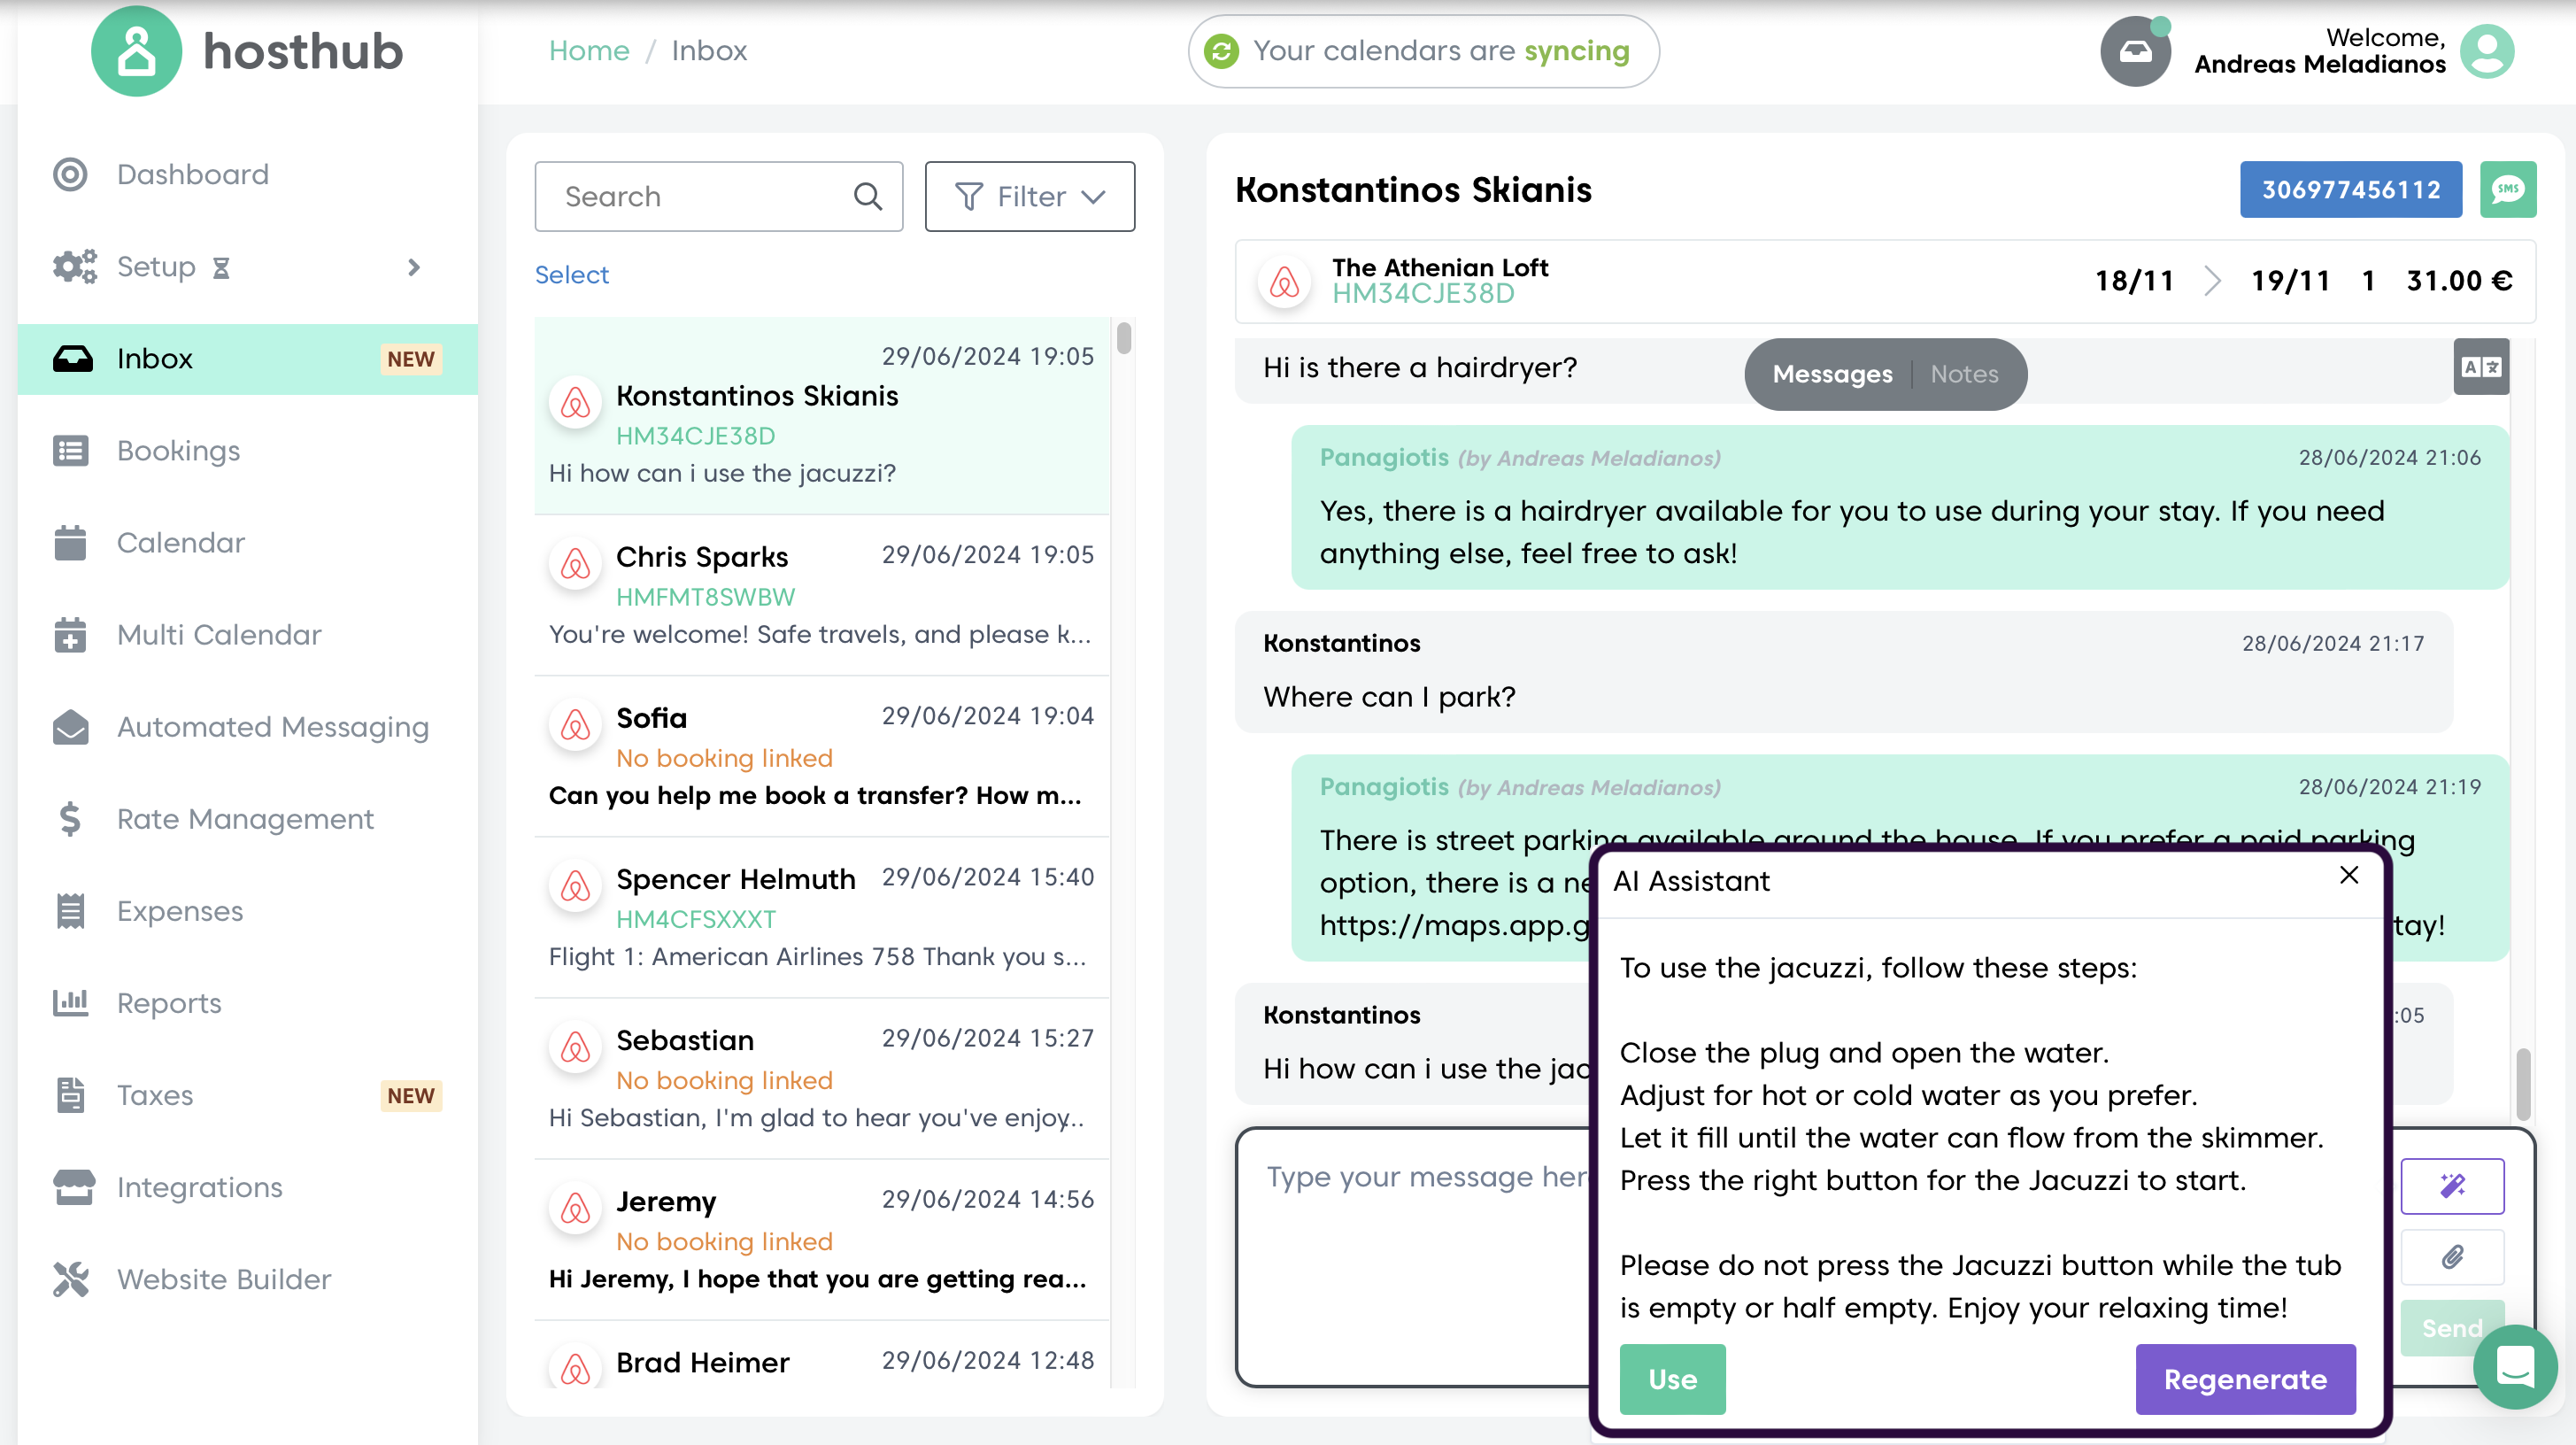 hosthub
Home / Inbox
Your calendars are syncing
Welcome,
Andreas Meladianos
Dashboard
Setup
Inbox NEW
Bookings
Calendar
Multi Calendar
Automated Messaging
Rate Management
Expenses
Reports
Taxes NEW
Integrations
Website Builder
Search
Filter
Select
29/06/2024 19:05
Konstantinos Skianis
HM34CJE38D
Hi how can i use the jacuzzi?
Chris Sparks 29/06/2024 19:05
HMFMT8SWBW
You're welcome! Safe travels, and please k...
Sofia 29/06/2024 19:04
No booking linked
Can you help me book a transfer? How m...
Spencer Helmuth 29/06/2024 15:40
HM4CFSXXXT
Flight 1: American Airlines 758 Thank you s...
Sebastian 29/06/2024 15:27
No booking linked
Hi Sebastian, I'm glad to hear you've enjoy...
Jeremy 29/06/2024 14:56
No booking linked
Hi Jeremy, I hope that you are getting rea...
Brad Heimer 29/06/2024 12:48
Konstantinos Skianis
306977456112
SMS
The Athenian Loft
HM34CJE38D
18/11 19/11 1 31.00 €
Hi is there a hairdryer?
Messages | Notes
A
Panagiotis (by Andreas Meladianos) 28/06/2024 21:06
Yes, there is a hairdryer available for you to use during your stay. If you need
anything else, feel free to ask!
Konstantinos 28/06/2024 21:17
Where can I park?
Panagiotis (by Andreas Meladianos) 28/06/2024 21:19
There is street parking available around the house. If you prefer a paid parking
option, there is a ne
https://maps.app.g tay!
Konstantinos :05
Hi how can i use the jac
Type your message her
Send
AI Assistant
To use the jacuzzi, follow these steps:
Close the plug and open the water.
Adjust for hot or cold water as you prefer.
Let it fill until the water can flow from the skimmer.
Press the right button for the Jacuzzi to start.
Please do not press the Jacuzzi button while the tub
is empty or half empty. Enjoy your relaxing time!
Use
Regenerate